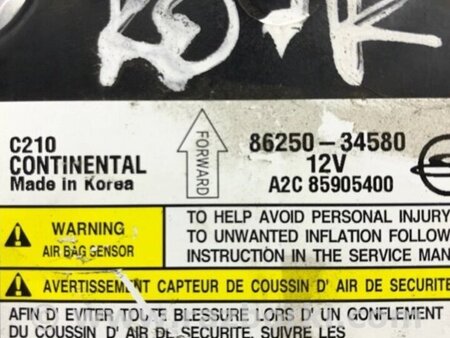 C210
CONTINENTAL
Made in Korea
FORWARD
86250-34580
12V
A2C 85905400
WARNING
AIR BAG SENSOR
TO HELP AVOID PERSONAL INJURY
TO UNWANTED INFLATION FOLLOW
INSTRUCTION IN THE SERVICE MAN
AVERTISSEMENT CAPTEUR DE COUSSIN D' AIR DE SECURITE
AFIN D' EVITER TOUTE BLESSURE LORS D' UN GONFLEMENT
DU COUSSIN D' AIR DE SECURITE, SUIVRE LES